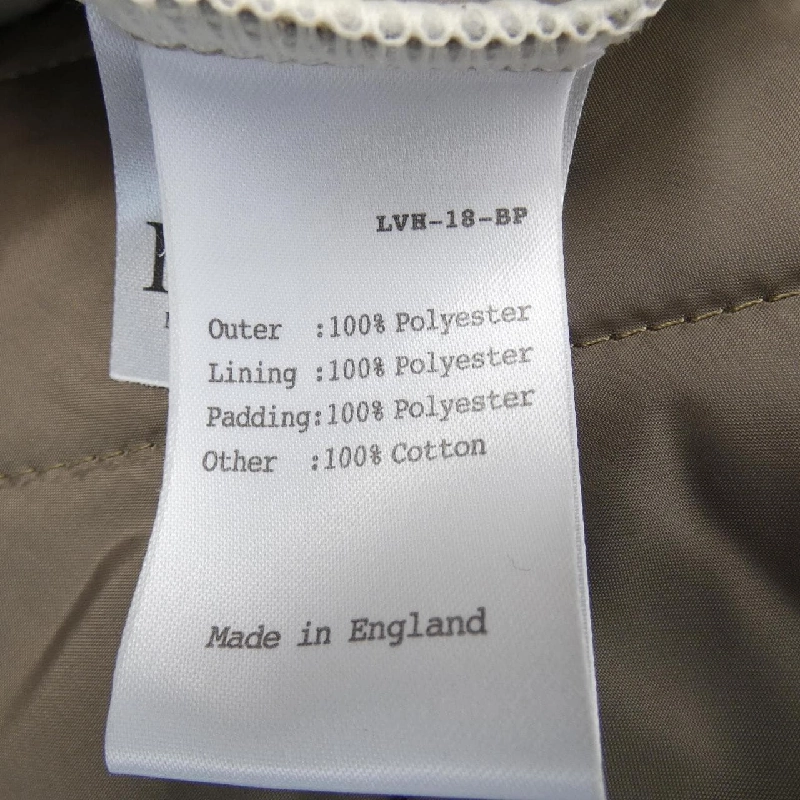 LVH-18-BP
Outer :100% Polyester
Lining :100% Polyester
Padding:100% Polyester
Other :100% Cotton
Made in England